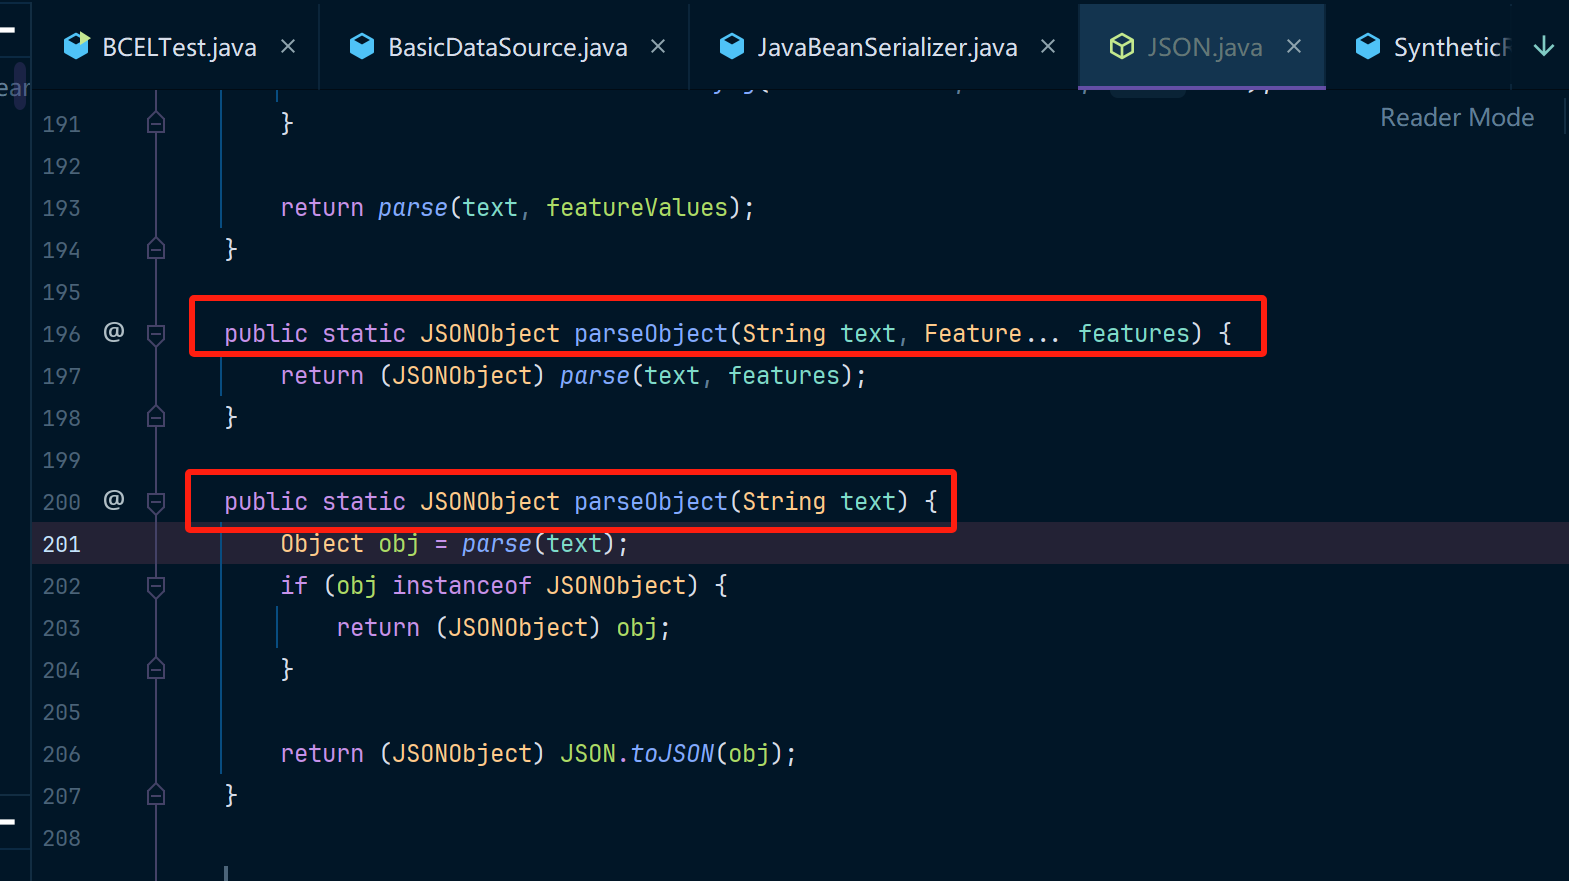 BCELTest.java BasicDataSource.java JavaBeanSerializer.java JSON.java Synthetic
Reader Mode
191 }
192
193 return parse(text, featureValues);
194 }
195
196 @ public static JSONObject parseObject(String text, Feature... features) {
197 return (JSONObject) parse(text, features);
198 }
199
200 @ public static JSONObject parseObject(String text) {
201 Object obj = parse(text);
202 if (obj instanceof JSONObject) {
203 return (JSONObject) obj;
204 }
205
206 return (JSONObject) JSON.toJSON(obj);
207 }
208